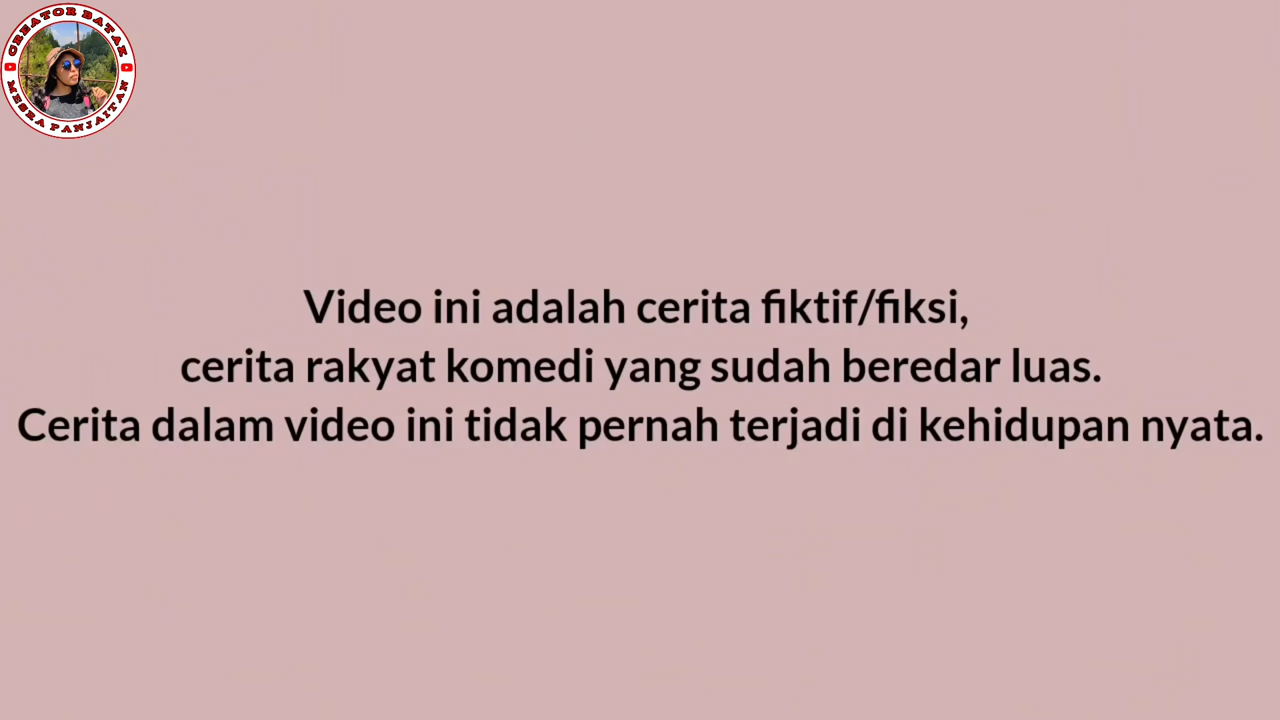 CREATOR BATAK
MESRA PANJAITAN
Video ini adalah cerita fiktif/fiksi,
cerita rakyat komedi yang sudah beredar luas.
Cerita dalam video ini tidak pernah terjadi di kehidupan nyata.